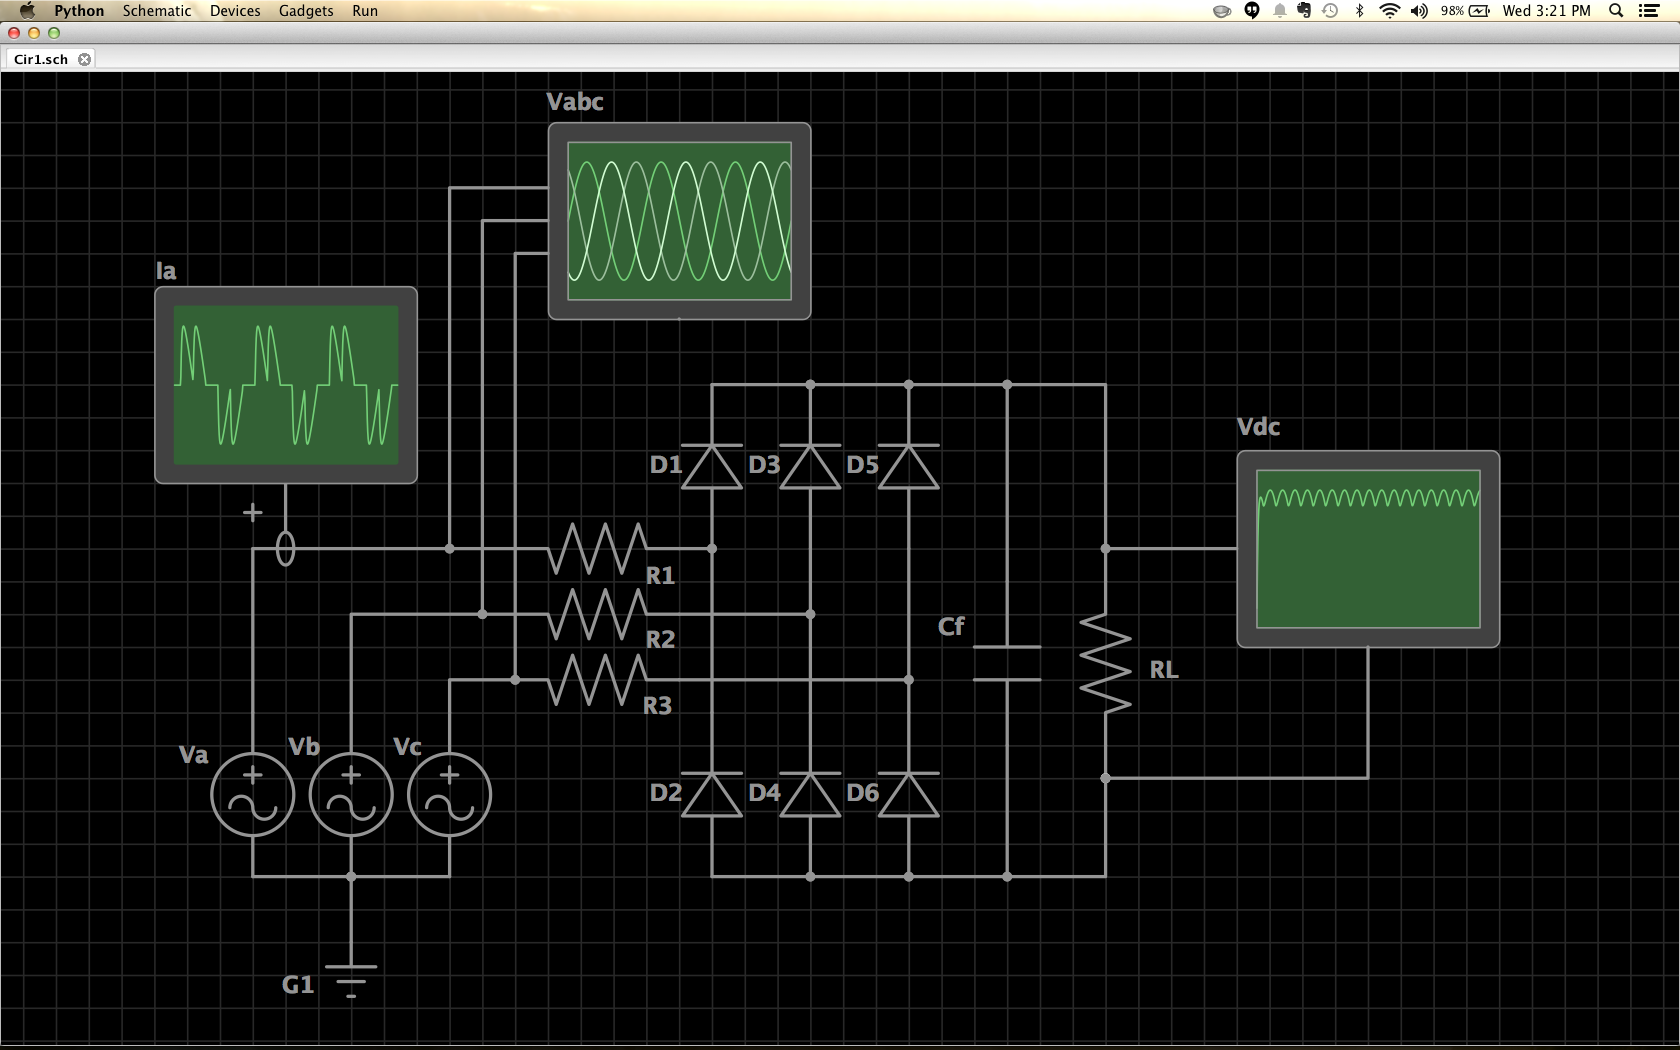 Python Schematic Devices Gadgets Run 98% Wed 3:21 PM
Cir1.sch
Vabc
Ia
Vdc
D1 D3 D5
+
R1
R2
Cf
RL
R3
Va Vb Vc
+ + +
D2 D4 D6
G1